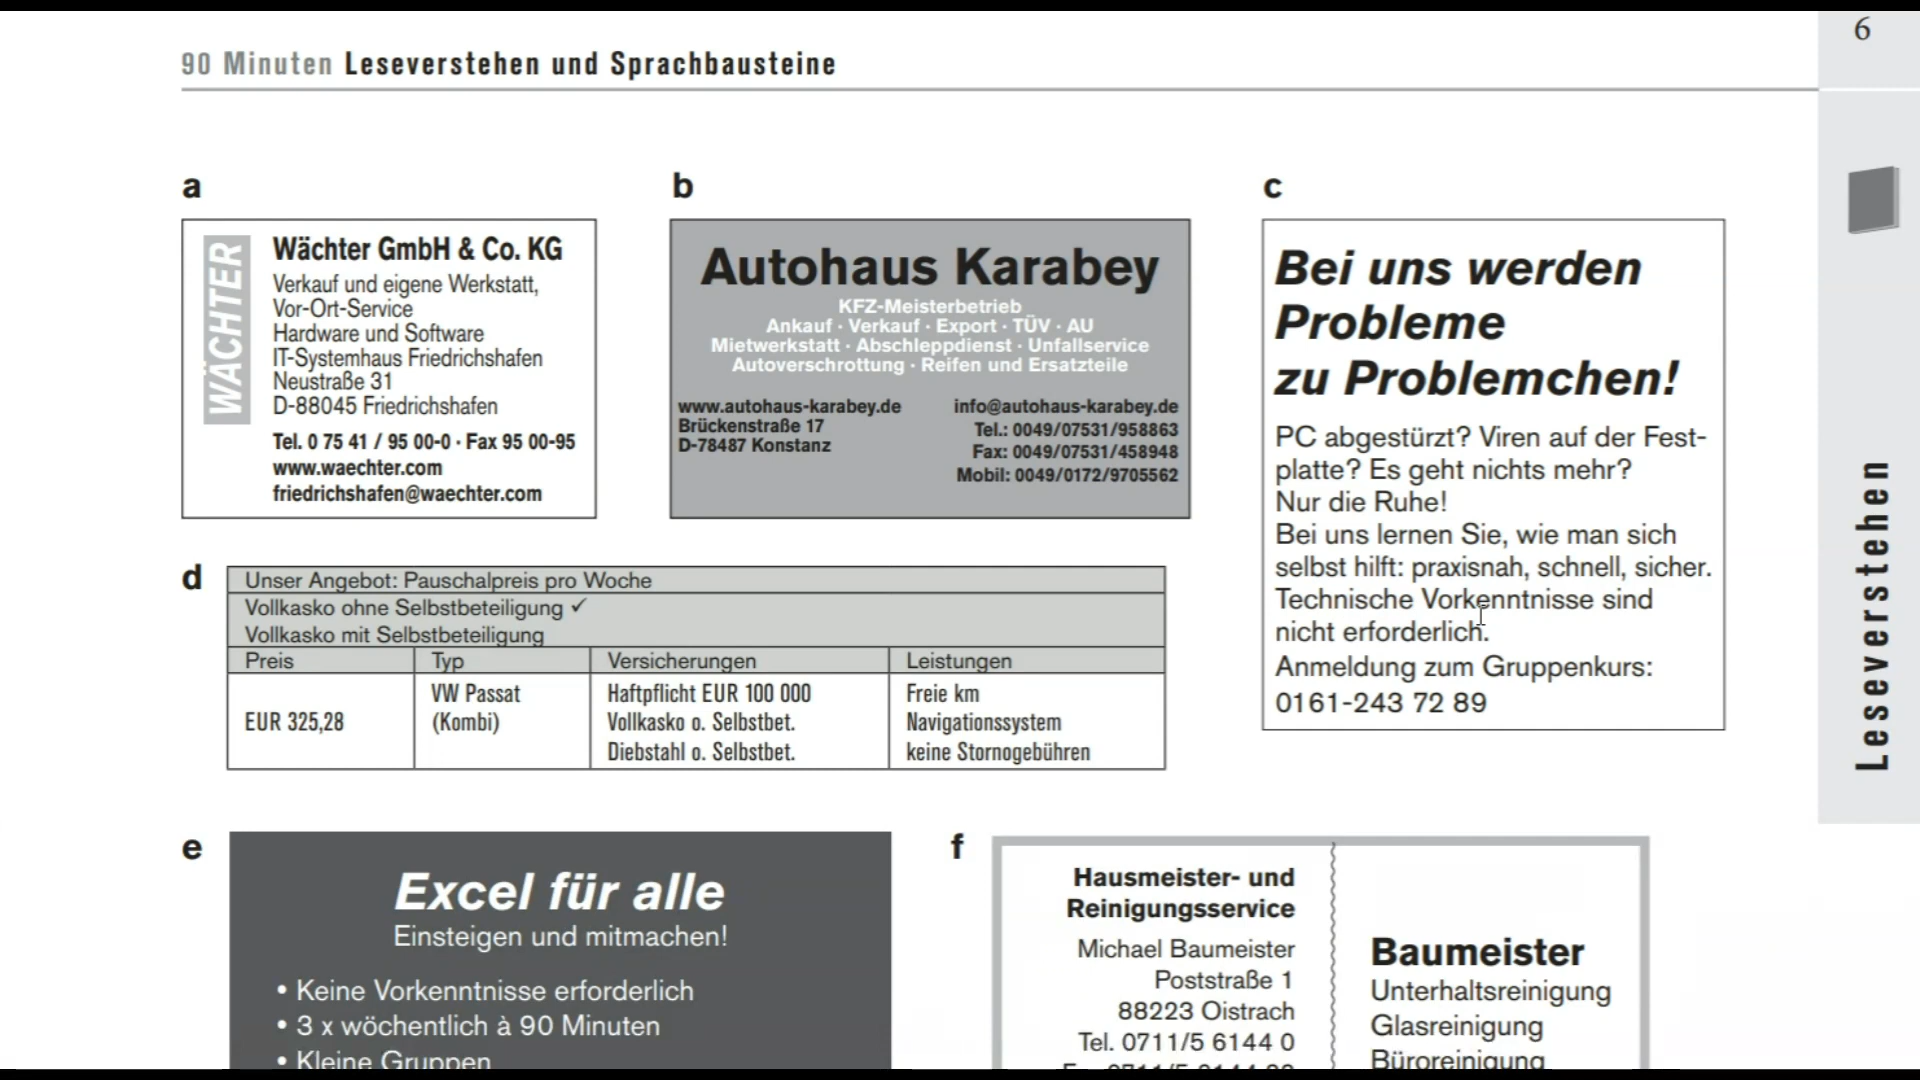 6
90 Minuten Leseverstehen und Sprachbausteine
a
WÄCHTER
Wächter GmbH & Co. KG
Verkauf und eigene Werkstatt,
Vor-Ort-Service
Hardware und Software
IT-Systemhaus Friedrichshafen
Neustraße 31
D-88045 Friedrichshafen
Tel. 0 75 41 / 95 00-0 · Fax 95 00-95
www.waechter.com
friedrichshafen@waechter.com
b
Autohaus Karabey
KFZ-Meisterbetrieb
Ankauf · Verkauf · Export · TÜV · AU
Mietwerkstatt · Abschleppdienst · Unfallservice
Autoverschrottung · Reifen und Ersatzteile
www.autohaus-karabey.de
Brückenstraße 17
D-78487 Konstanz
info@autohaus-karabey.de
Tel.: 0049/07531/958863
Fax: 0049/07531/458948
Mobil: 0049/0172/9705562
c
Bei uns werden
Probleme
zu Problemchen!
PC abgestürzt? Viren auf der Fest-
platte? Es geht nichts mehr?
Nur die Ruhe!
Bei uns lernen Sie, wie man sich
selbst hilft: praxisnah, schnell, sicher.
Technische Vorkenntnisse sind
nicht erforderlich.
Anmeldung zum Gruppenkurs:
0161-243 72 89
Leseverstehen
d
Unser Angebot: Pauschalpreis pro Woche
Vollkasko ohne Selbstbeteiligung ✓
Vollkasko mit Selbstbeteiligung
Preis Typ Versicherungen Leistungen
VW Passat Haftpflicht EUR 100 000 Freie km
EUR 325,28 (Kombi) Vollkasko o. Selbstbet. Navigationssystem
Diebstahl o. Selbstbet. keine Stornogebühren
e
Excel für alle
Einsteigen und mitmachen!
• Keine Vorkenntnisse erforderlich
• 3 x wöchentlich à 90 Minuten
• Kleine Gruppen
f
Hausmeister- und
Reinigungsservice
Michael Baumeister
Poststraße 1
88223 Oistrach
Tel. 0711/5 6144 0
Baumeister
Unterhaltsreinigung
Glasreinigung
Büroreinigung